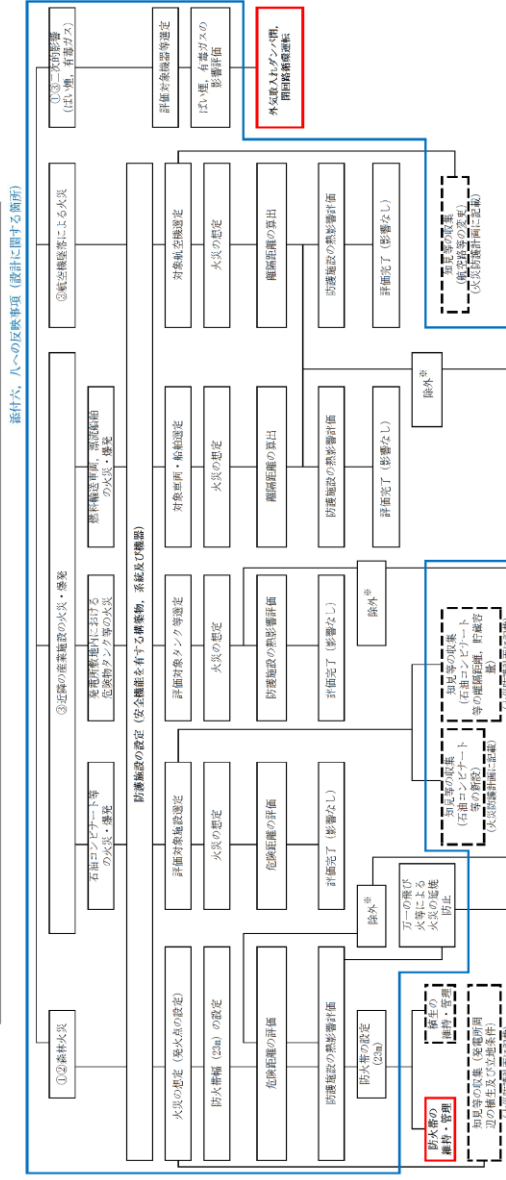 添付六、八への反映事項（設計に関する箇所）
①②森林火災
③近隣の産業施設の火災・爆発
②航空機墜落による火災
①③二次的影響
（ばい煙，有毒ガス）
石油コンビナート等
の火災・爆発
発電所敷地内における
危険物タンク等の火災
燃料輸送車両，漂流船舶
の火災・爆発
防護施設の設定（安全機能を有する構築物，系統及び機器）
火災の想定（発火点の設定）
防火帯幅（23m）の設定
危険距離の評価
防護施設の熱影響評価
防火帯の設定
（23m）
防火帯の
維持・管理
植生の
維持・管理
知見等の収集（発電所周
辺の植生及び立地条件）
除外※
万一の飛び
火等による
火災の延焼
防止
評価対象施設選定
火災の想定
危険距離の評価
評価完了（影響なし）
知見等の収集
（石油コンビナート
等の新設）
（火災防護計画に記載）
知見等の収集
（石油コンビナート
等の離隔距離，貯蔵容
量）
評価対象タンク等選定
火災の想定
防護施設の熱影響評価
評価完了（影響なし）
除外※
対象車両・船舶選定
火災の想定
離隔距離の算出
防護施設の熱影響評価
評価完了（影響なし）
除外※
対象航空機選定
火災の想定
離隔距離の算出
防護施設の熱影響評価
評価完了（影響なし）
知見等の収集
（航空路等の変更）
（火災防護計画に記載）
評価対象機器等選定
ばい煙，有毒ガスの
影響評価
外気取入れダンパ閉，
閉回路循環運転